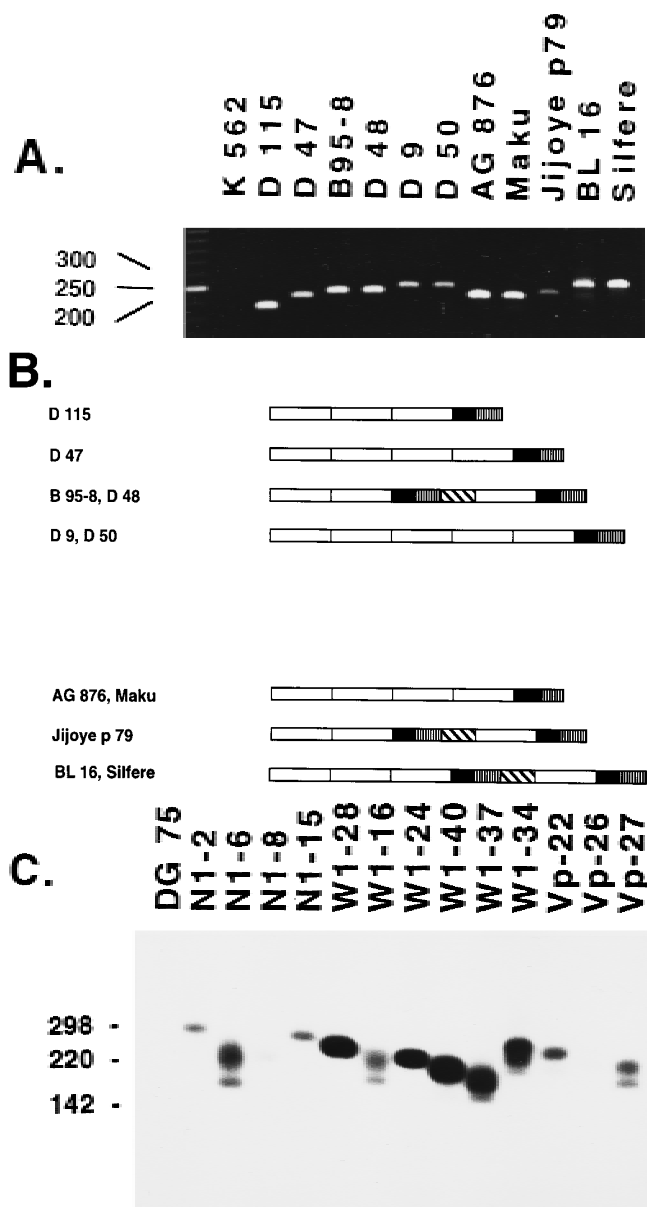 A.
K 562
D 115
D 47
B95-8
D 48
D 9
D 50
AG 876
Maku
Jijoye p79
BL 16
Silfere
300
250
200
B.
D 115
D 47
B 95-8, D 48
D 9, D 50
AG 876, Maku
Jijoye p 79
BL 16, Silfere
C.
DG 75
N1-2
N1-6
N1-8
N1-15
W1-28
W1-16
W1-24
W1-40
W1-37
W1-34
Vp-22
Vp-26
Vp-27
298 -
220 -
142 -